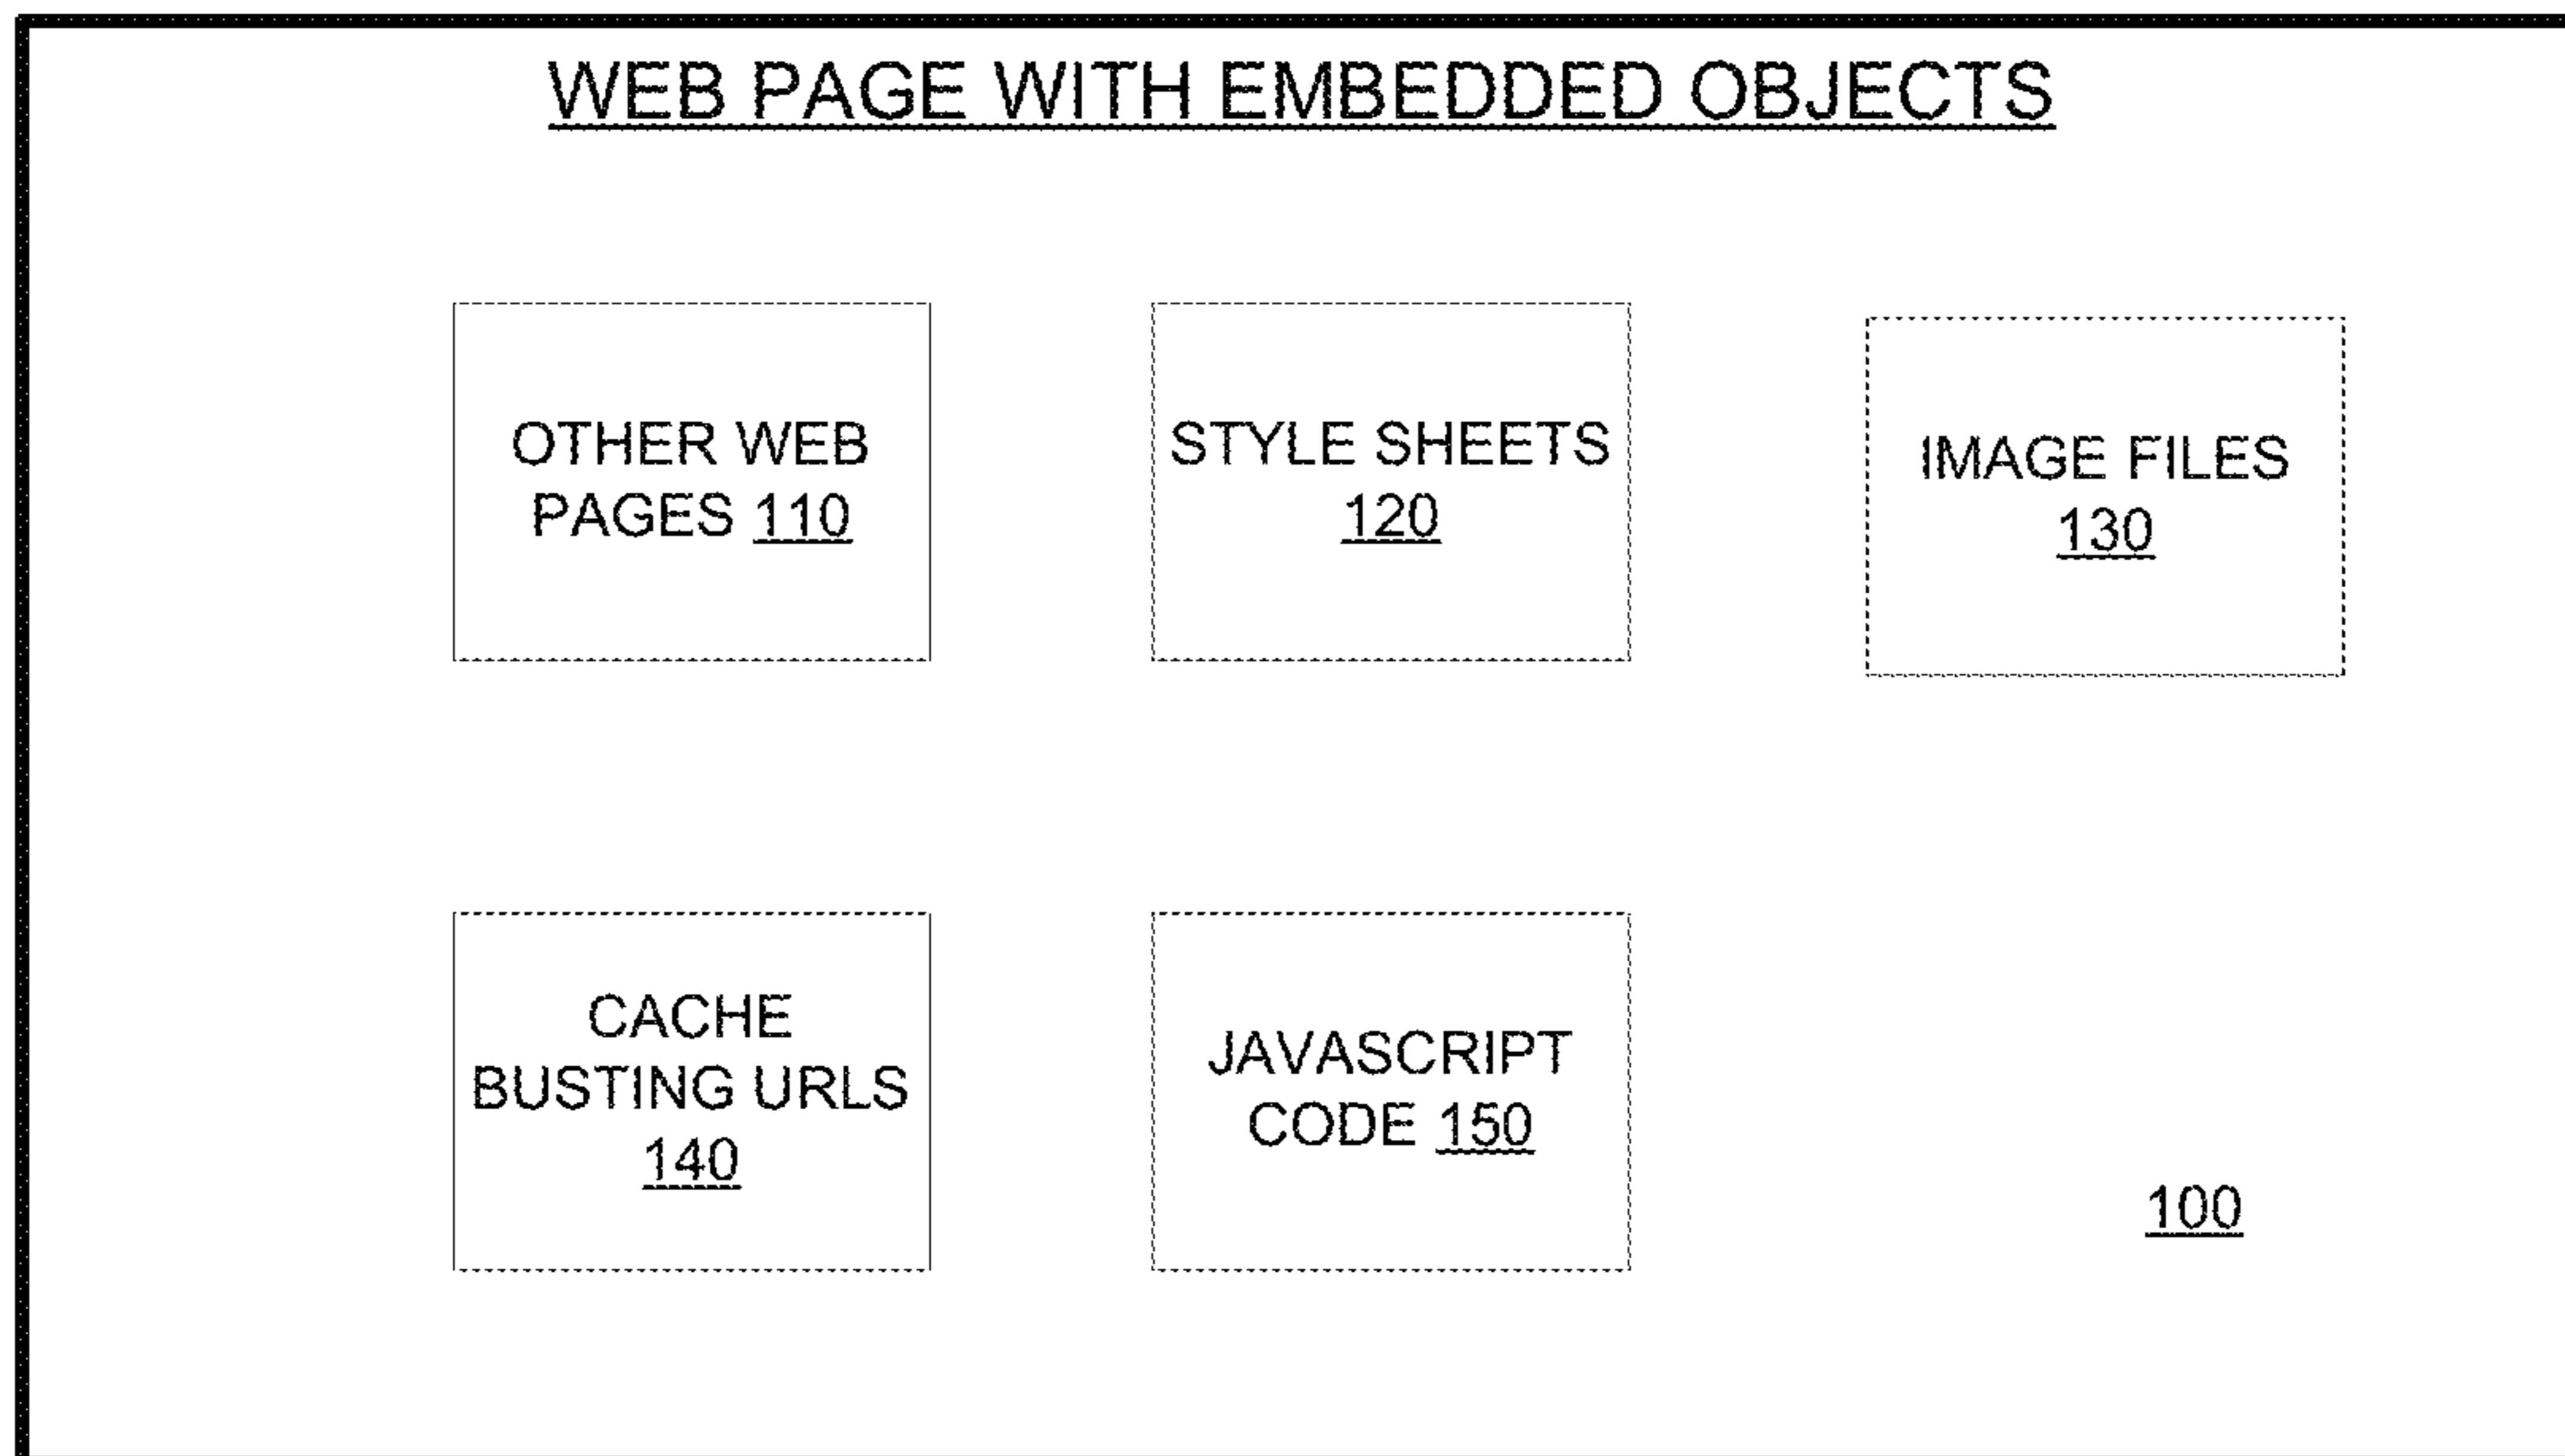 WEB PAGE WITH EMBEDDED OBJECTS
OTHER WEB
PAGES 110
STYLE SHEETS
120
IMAGE FILES
130
CACHE
BUSTING URLS
140
JAVASCRIPT
CODE 150
100